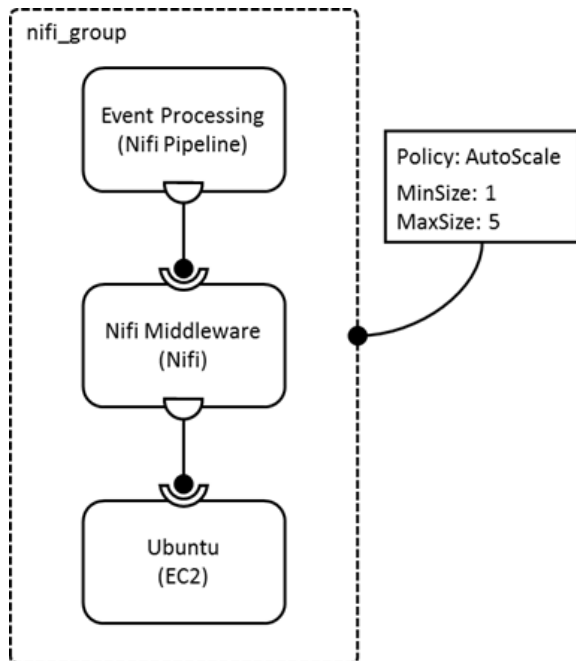 nifi_group
Event Processing
(Nifi Pipeline)
Policy: AutoScale
MinSize: 1
MaxSize: 5
Nifi Middleware
(Nifi)
Ubuntu
(EC2)